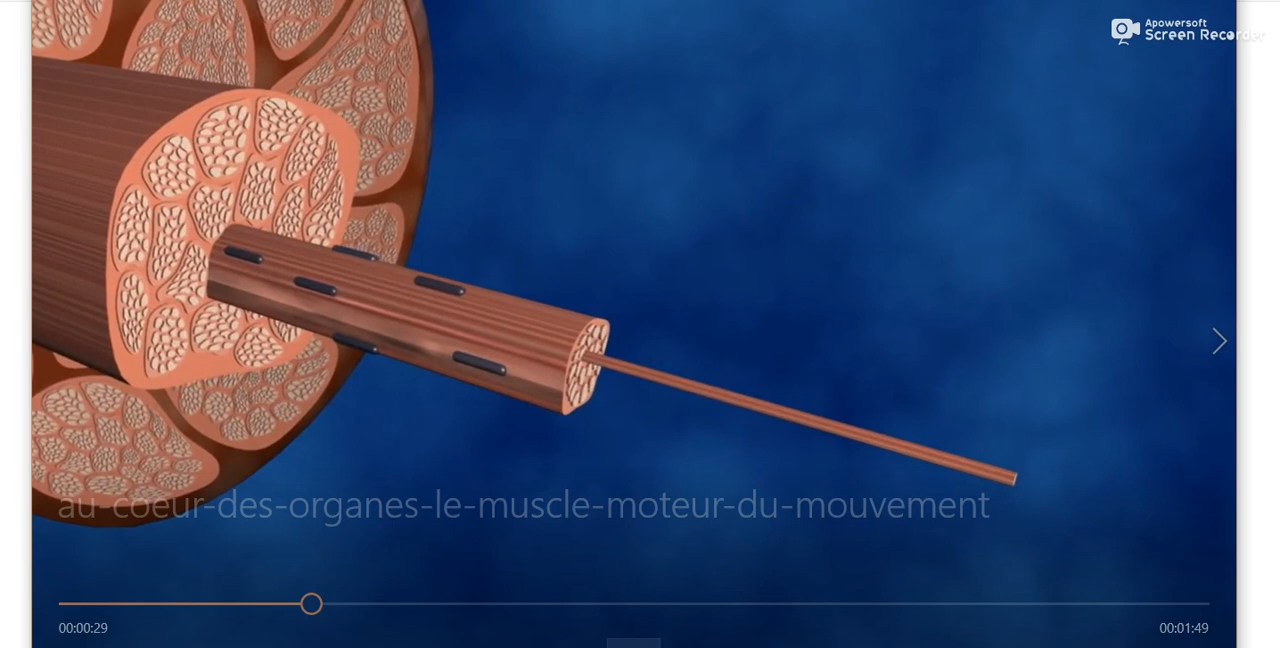 Apowersoft
Screen Recorder
au-coeur-des-organes-le-muscle-moteur-du-mouvement
00:00:29
00:01:49